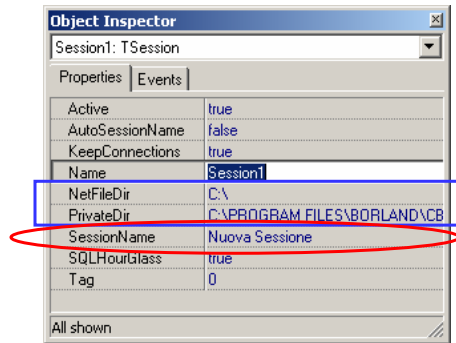 Object Inspector
Session1: TSession
Properties Events
Active true
AutoSessionName false
KeepConnections true
Name Session1
NetFileDir C:\
PrivateDir C:\PROGRAM FILES\BORLAND\CB
SessionName Nuova Sessione
SQLHourGlass true
Tag 0
All shown